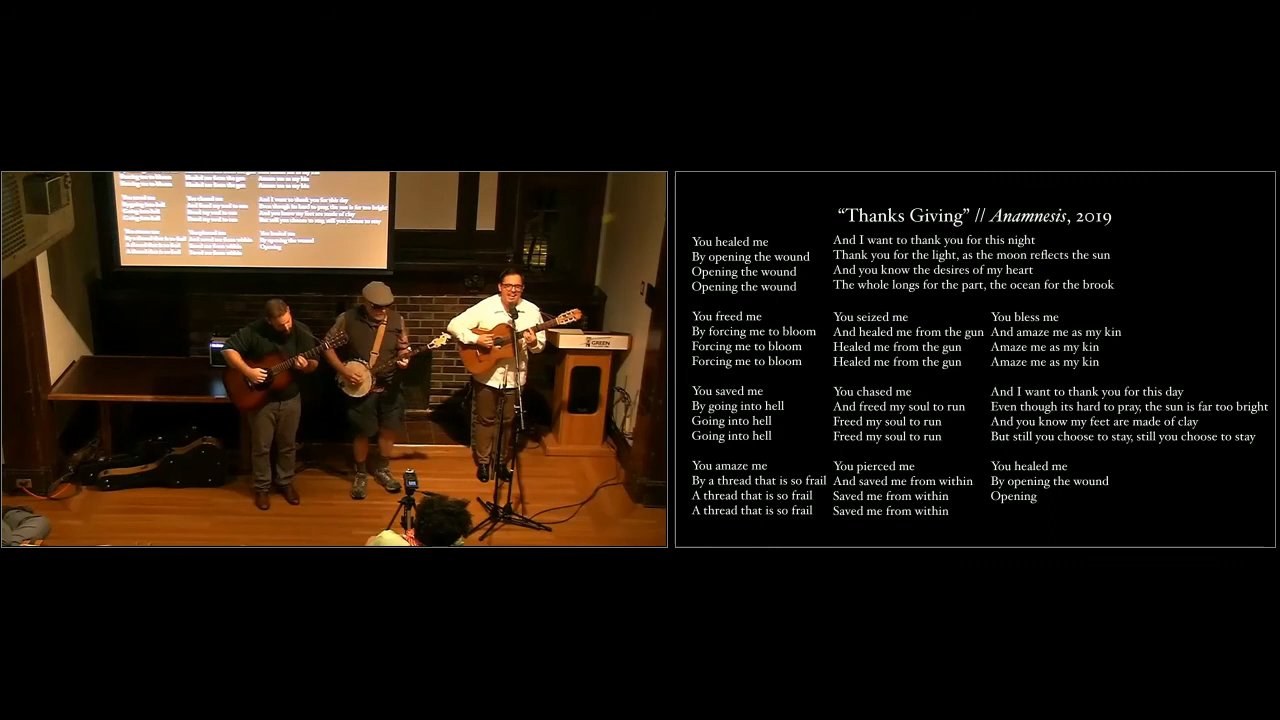 “Thanks Giving” // Anamnesis, 2019
You healed me
By opening the wound
Opening the wound
Opening the wound
You freed me
By forcing me to bloom
Forcing me to bloom
Forcing me to bloom
You saved me
By going into hell
Going into hell
Going into hell
You amaze me
By a thread that is so frail
A thread that is so frail
A thread that is so frail
And I want to thank you for this night
Thank you for the light, as the moon reflects the sun
And you know the desires of my heart
The whole longs for the part, the ocean for the brook
You seized me
And healed me from the gun
Healed me from the gun
Healed me from the gun
You chased me
And freed my soul to run
Freed my soul to run
Freed my soul to run
You pierced me
And saved me from within
Saved me from within
Saved me from within
You bless me
And amaze me as my kin
Amaze me as my kin
Amaze me as my kin
And I want to thank you for this day
Even though its hard to pray, the sun is far too bright
And you know my feet are made of clay
But still you choose to stay, still you choose to stay
You healed me
By opening the wound
Opening
GREEN